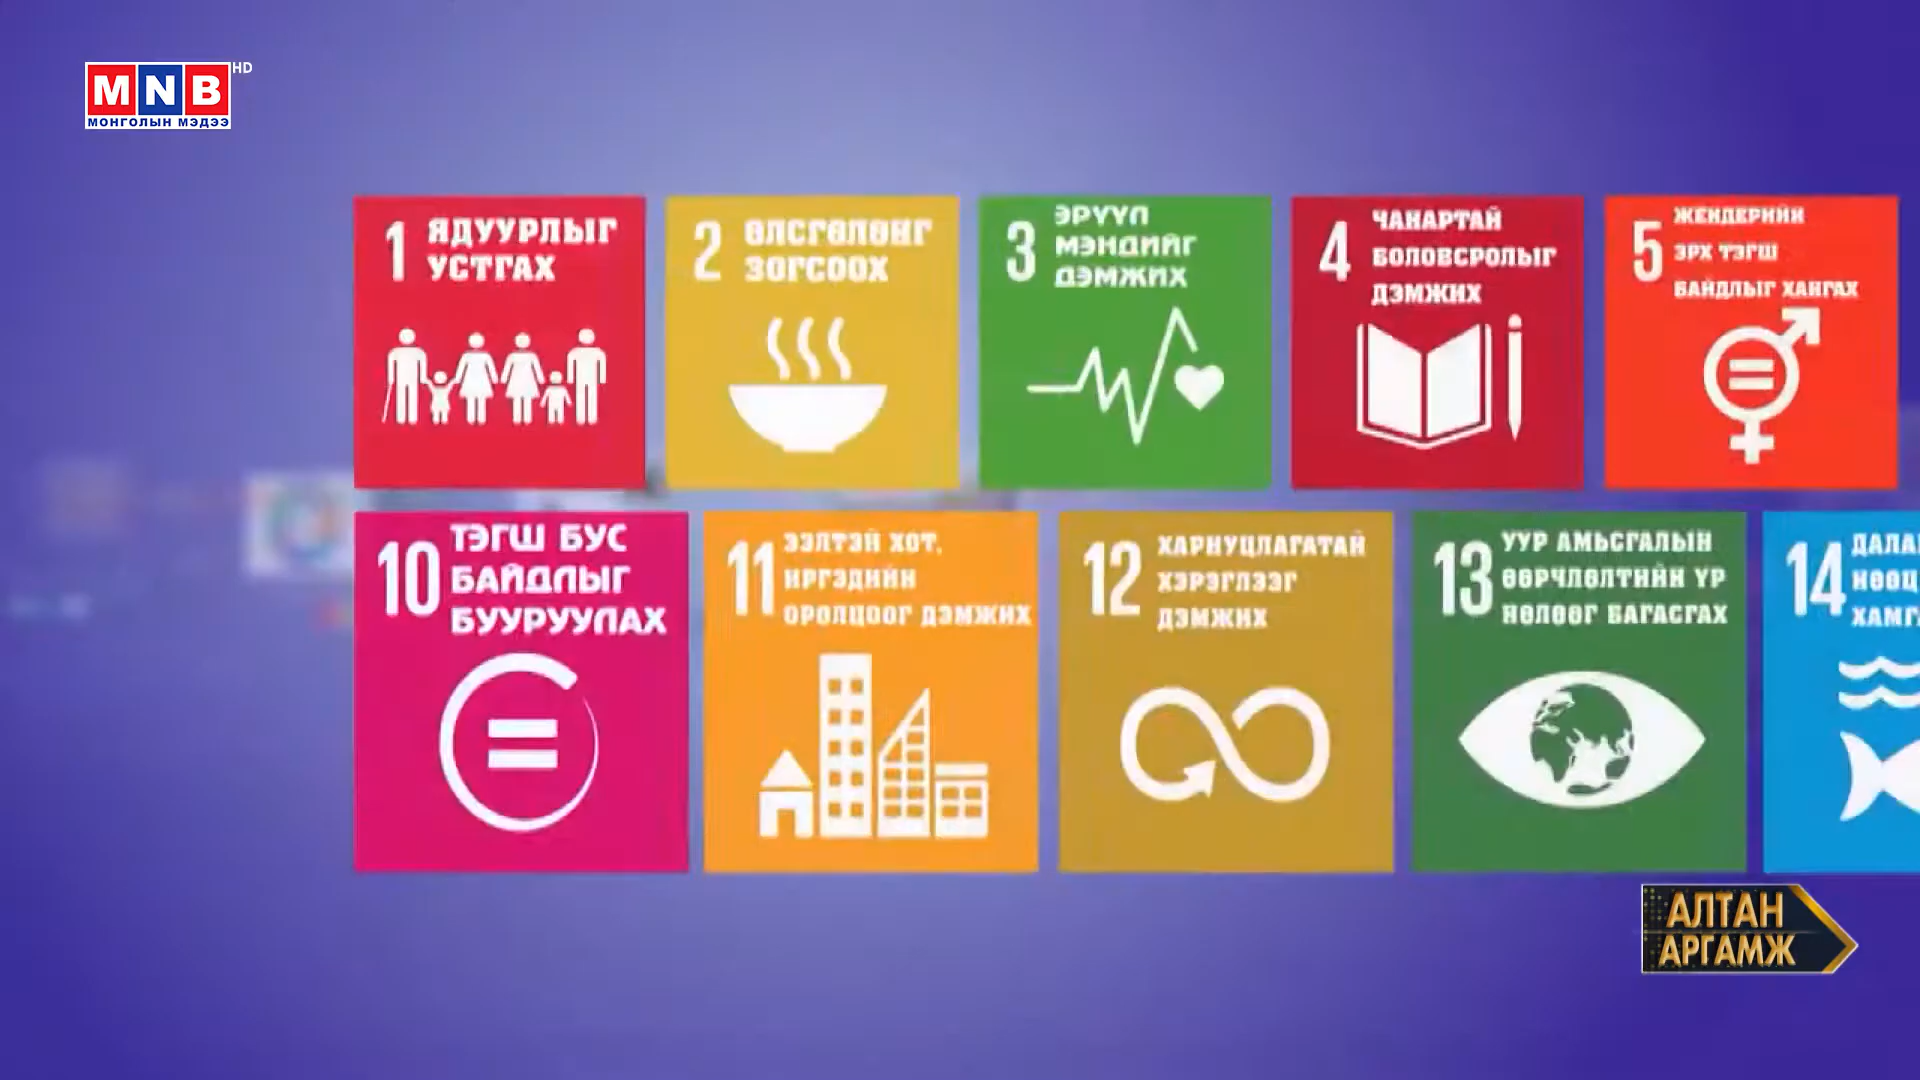 MNB HD
МОНГОЛЫН МЭДЭЭ
1 ЯДУУРЛЫГ
УСТГАХ
2 ӨЛСГӨЛӨНГ
ЗОГСООХ
3 ЭРҮҮЛ
МЭНДИЙГ
ДЭМЖИХ
4 ЧАНАРТАЙ
БОЛОВСРОЛЫГ
ДЭМЖИХ
5 ЖЕНДЕРИЙН
ЭРХ ТЭГШ
БАЙДЛЫГ ХАНГАХ
10 ТЭГШ БУС
БАЙДЛЫГ
БУУРУУЛАХ
11 ЭЭЛТЭЙ ХОТ,
ИРГЭДИЙН
ОРОЛЦООГ ДЭМЖИХ
12 ХАРИУЦЛАГАТАЙ
ХЭРЭГЛЭЭГ
ДЭМЖИХ
13 УУР АМЬСГАЛЫН
ӨӨРЧЛӨЛТИЙН ҮР
НӨЛӨӨГ БАГАСГАХ
14
АЛТАН
АРГАМЖ